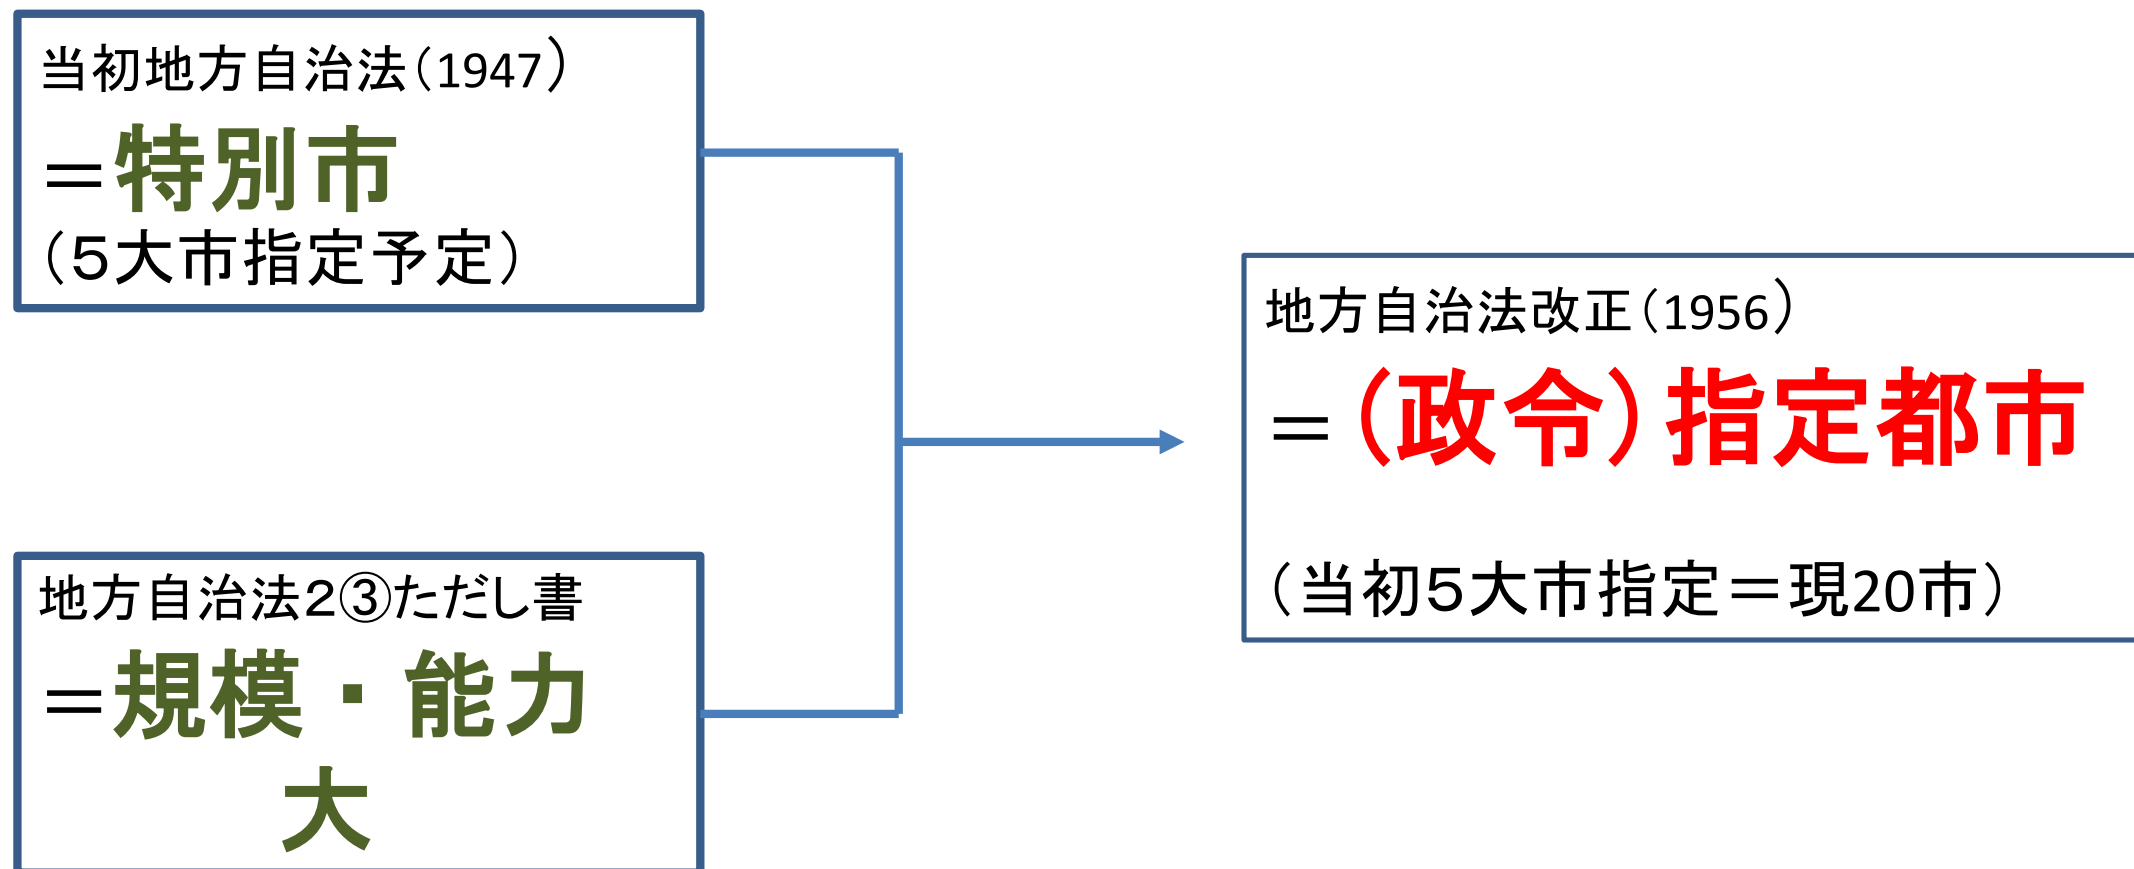 当初地方自治法（1947）
＝特別市
（５大市指定予定）
地方自治法２③ただし書
＝規模・能力
大
地方自治法改正（1956）
＝（政令）指定都市
（当初５大市指定＝現20市）